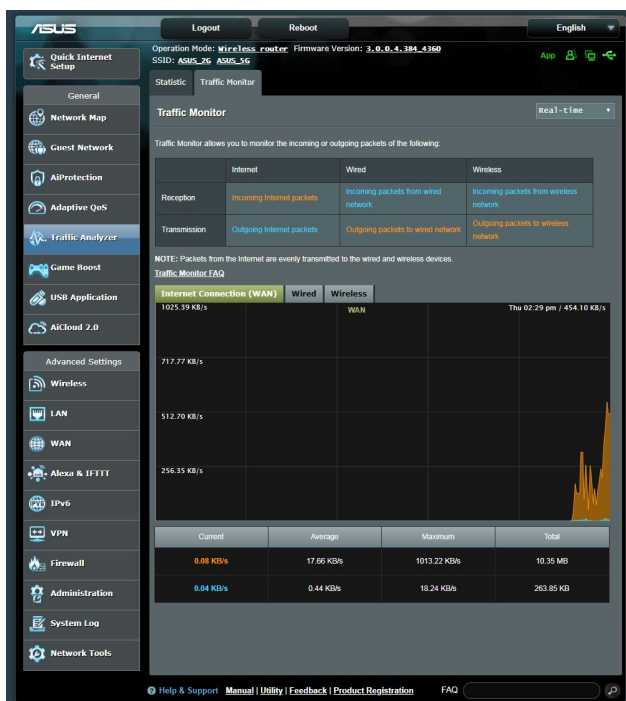 ASUS
Logout
Reboot
English
Quick Internet
Setup
General
Network Map
Guest Network
AiProtection
Adaptive QoS
Traffic Analyzer
Game Boost
USB Application
AiCloud 2.0
Advanced Settings
Wireless
LAN
WAN
Alexa & IFTTT
IPv6
VPN
Firewall
Administration
System Log
Network Tools
Operation Mode: Wireless router Firmware Version: 3.0.0.4.384_4360
SSID: ASUS_2G ASUS_5G
App
Statistic
Traffic Monitor
Traffic Monitor
Real-time
Traffic Monitor allows you to monitor the incoming or outgoing packets of the following:
Internet Wired Wireless
Reception
Incoming Internet packets
Incoming packets from wired
network
Incoming packets from wireless
network
Transmission
Outgoing Internet packets
Outgoing packets to wired network
Outgoing packets to wireless
network
NOTE: Packets from the Internet are evenly transmitted to the wired and wireless devices.
Traffic Monitor FAQ
Internet Connection (WAN) Wired Wireless
1025.39 KB/s
WAN
Thu 02:29 pm / 454.10 KB/s
717.77 KB/s
512.70 KB/s
256.35 KB/s
Current Average Maximum Total
0.08 KB/s 17.66 KB/s 1013.22 KB/s 10.35 MB
0.04 KB/s 0.44 KB/s 18.24 KB/s 263.85 KB
Help & Support Manual | Utility | Feedback | Product Registration FAQ